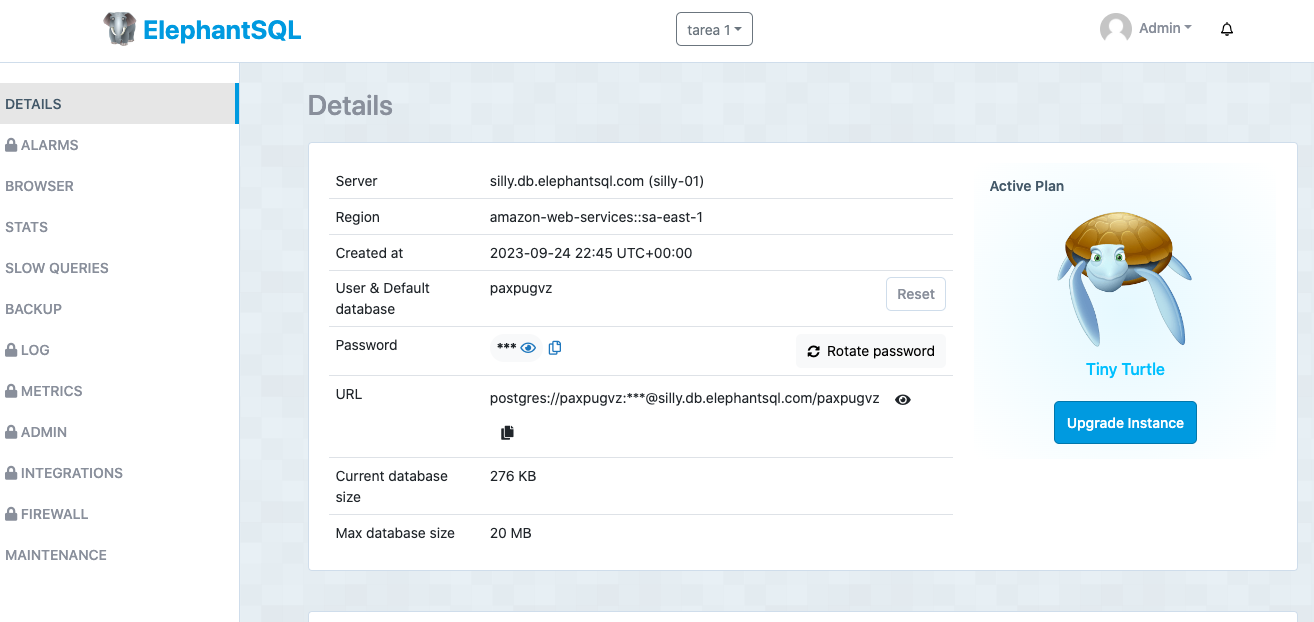 ElephantSQL
tarea 1
Admin
DETAILS
ALARMS
BROWSER
STATS
SLOW QUERIES
BACKUP
LOG
METRICS
ADMIN
INTEGRATIONS
FIREWALL
MAINTENANCE
Details
Server silly.db.elephantsql.com (silly-01)
Region amazon-web-services::sa-east-1
Created at 2023-09-24 22:45 UTC+00:00
User & Default paxpugvz Reset
database
Password *** Rotate password
URL postgres://paxpugvz:***@silly.db.elephantsql.com/paxpugvz
Current database 276 KB
size
Max database size 20 MB
Active Plan
Tiny Turtle
Upgrade Instance